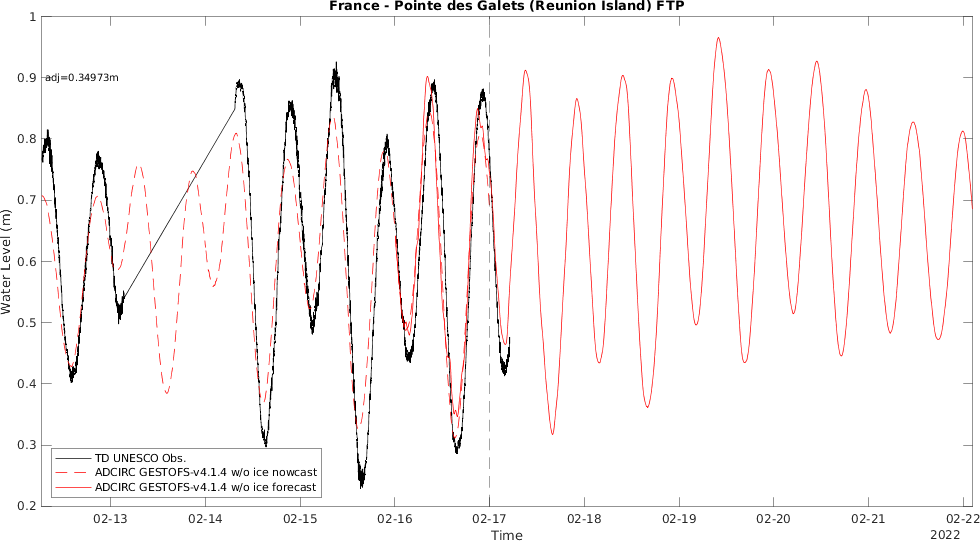 France - Pointe des Galets (Reunion Island) FTP
1
0.9
0.8
0.7
0.6
0.5
0.4
0.3
0.2
Water Level (m)
adj=0.34973m
TD UNESCO Obs.
ADCIRC GESTOFS-v4.1.4 w/o ice nowcast
ADCIRC GESTOFS-v4.1.4 w/o ice forecast
02-13 02-14 02-15 02-16 02-17 02-18 02-19 02-20 02-21 02-22
Time
2022